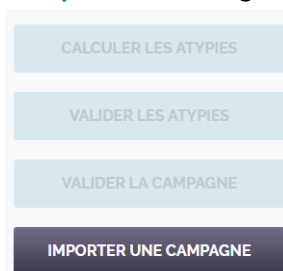 CALCULER LES ATYPIES
VALIDER LES ATYPIES
VALIDER LA CAMPAGNE
IMPORTER UNE CAMPAGNE